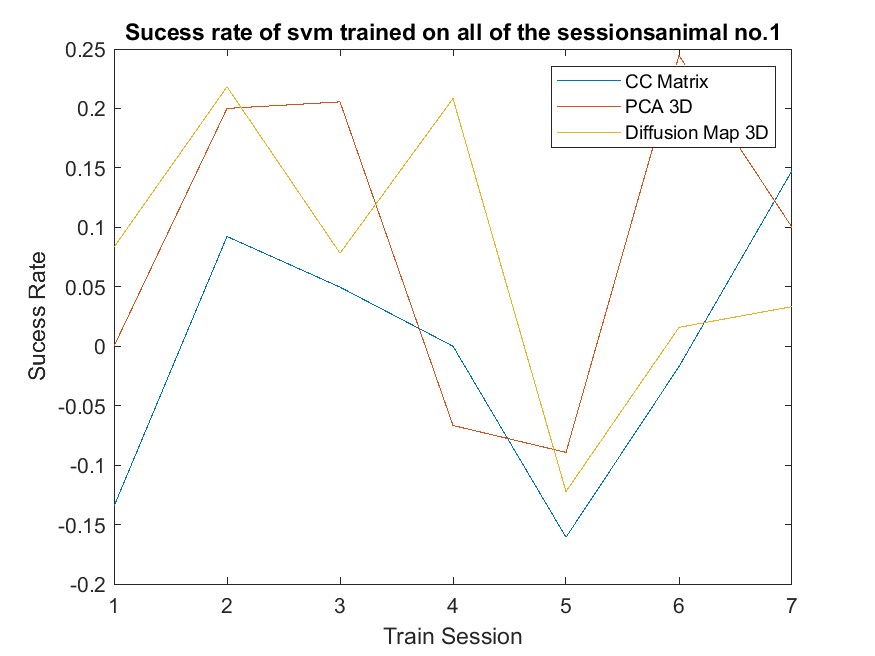 Sucess rate of svm trained on all of the sessionsanimal no.1
0.25
0.2
0.15
0.1
0.05
0
-0.05
-0.1
-0.15
-0.2
Sucess Rate
CC Matrix
PCA 3D
Diffusion Map 3D
1 2 3 4 5 6 7
Train Session